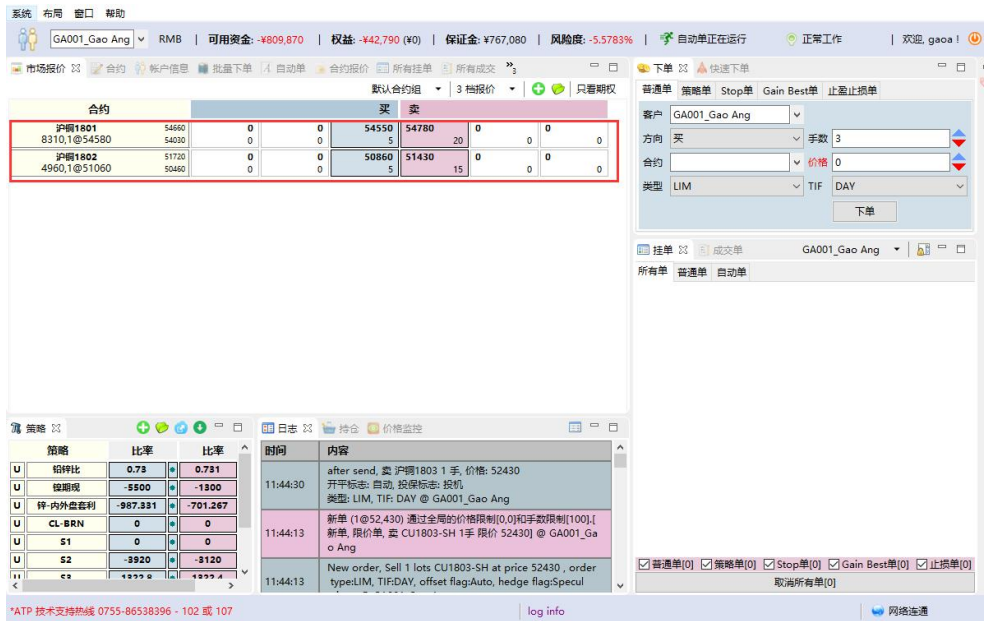 系统 布局 窗口 帮助
GA001_Gao Ang RMB | 可用资金: -¥809,870 | 权益: -¥42,790 (¥0) | 保证金: ¥767,080 | 风险度: -5.5783% | 自动单正在运行 正常工作 | 欢迎, gaoa !
市场报价 合约 帐户信息 批量下单 自动单 合约报价 所有挂单 所有成交 »3
默认合约组 3 档报价 只看期权
合约 买 卖
沪铜1801 54660 0 0 54550 54780 0 0
8310,1@54580 54030 0 0 5 20 0 0
沪铜1802 51720 0 0 50860 51430 0 0
4960,1@51060 50460 0 0 5 15 0 0
下单 快速下单
普通单 策略单 Stop单 Gain Best单 止盈止损单
客户 GA001_Gao Ang
方向 买 手数 3
合约 价格 0
类型 LIM TIF DAY
下单
挂单 成交单 GA001_Gao Ang
所有单 普通单 自动单
普通单[0] 策略单[0] Stop单[0] Gain Best单[0] 止损单[0]
取消所有单[0]
策略
策略 比率 比率
U 铅锌比 0.73 0.731
U 镍期现 -5500 -1300
U 锌-内外盘套利 -987.331 -701.267
U CL-BRN 0 0
U S1 0 0
U S2 -3920 -3120
U S3 1322.8 1322.4
日志 持仓 价格监控
时间 内容
11:44:30
after send, 卖 沪铜1803 1 手, 价格: 52430
开平标志: 自动, 投保标志: 投机
类型: LIM, TIF: DAY @ GA001_Gao Ang
11:44:13
新单 (1@52,430) 通过全局的价格限制[0,0]和手数限制[100],[
新单, 限价单, 卖 CU1803-SH 1手 限价 52430] @ GA001_Ga
o Ang
11:44:13
New order, Sell 1 lots CU1803-SH at price 52430 , order
type:LIM, TIF:DAY, offset flag:Auto, hedge flag:Specul
*ATP 技术支持热线 0755-86538396 - 102 或 107
log info
网络连通